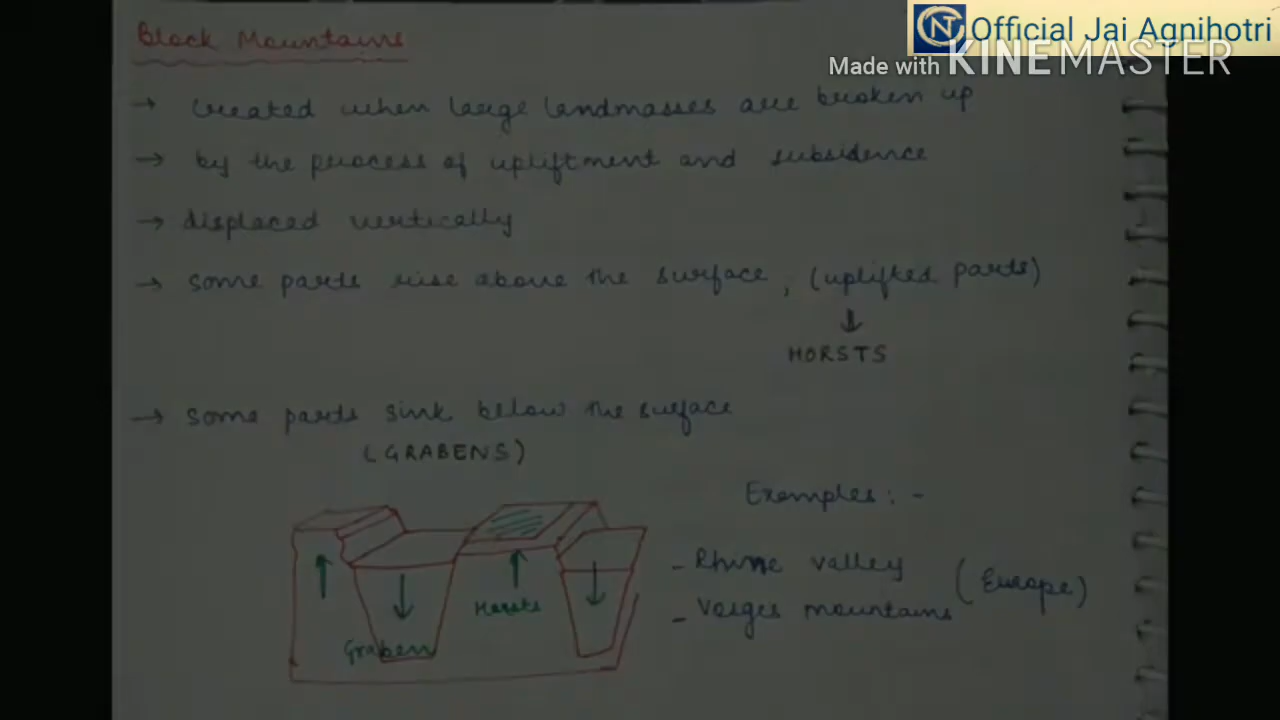 Official Jai Agnihotri
Made with KINEMASTER
Block Mountains
→ Created when large landmasses are broken up
→ by the process of upliftment and subsidence
→ displaced vertically
→ some parts rise above the surface, (uplifted parts)
↓
HORSTS
→ some parts sink below the surface
(GRABENS)
Examples:-
- Rhine valley
(Europe)
- Vosges mountains
Horsts
Graben